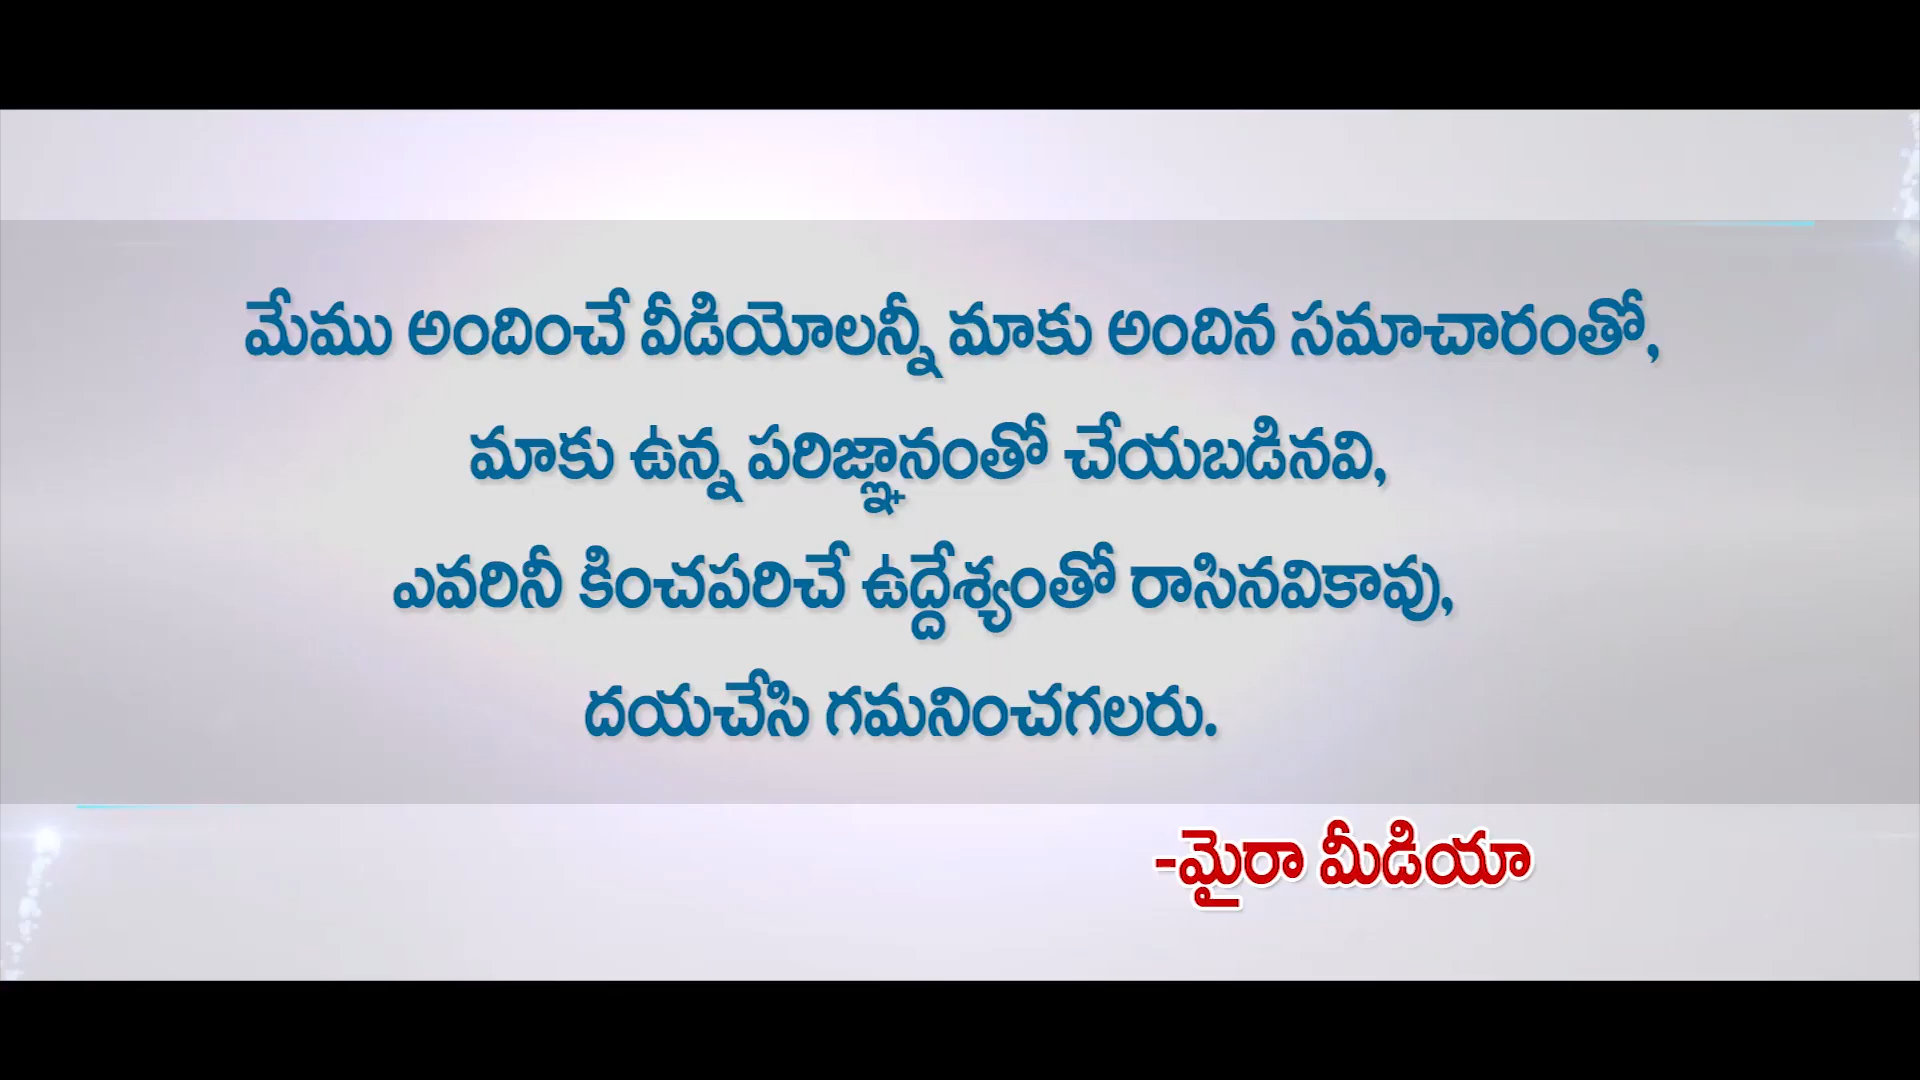 మేము అందించే వీడియోలన్నీ మాకు అందిన సమాచారంతో,
మాకు ఉన్న పరిజ్ఞానంతో చేయబడినవి,
ఎవరినీ కించపరిచే ఉద్దేశ్యంతో రాసినవికావు,
దయచేసి గమనించగలరు.
-మైరా మీడియా